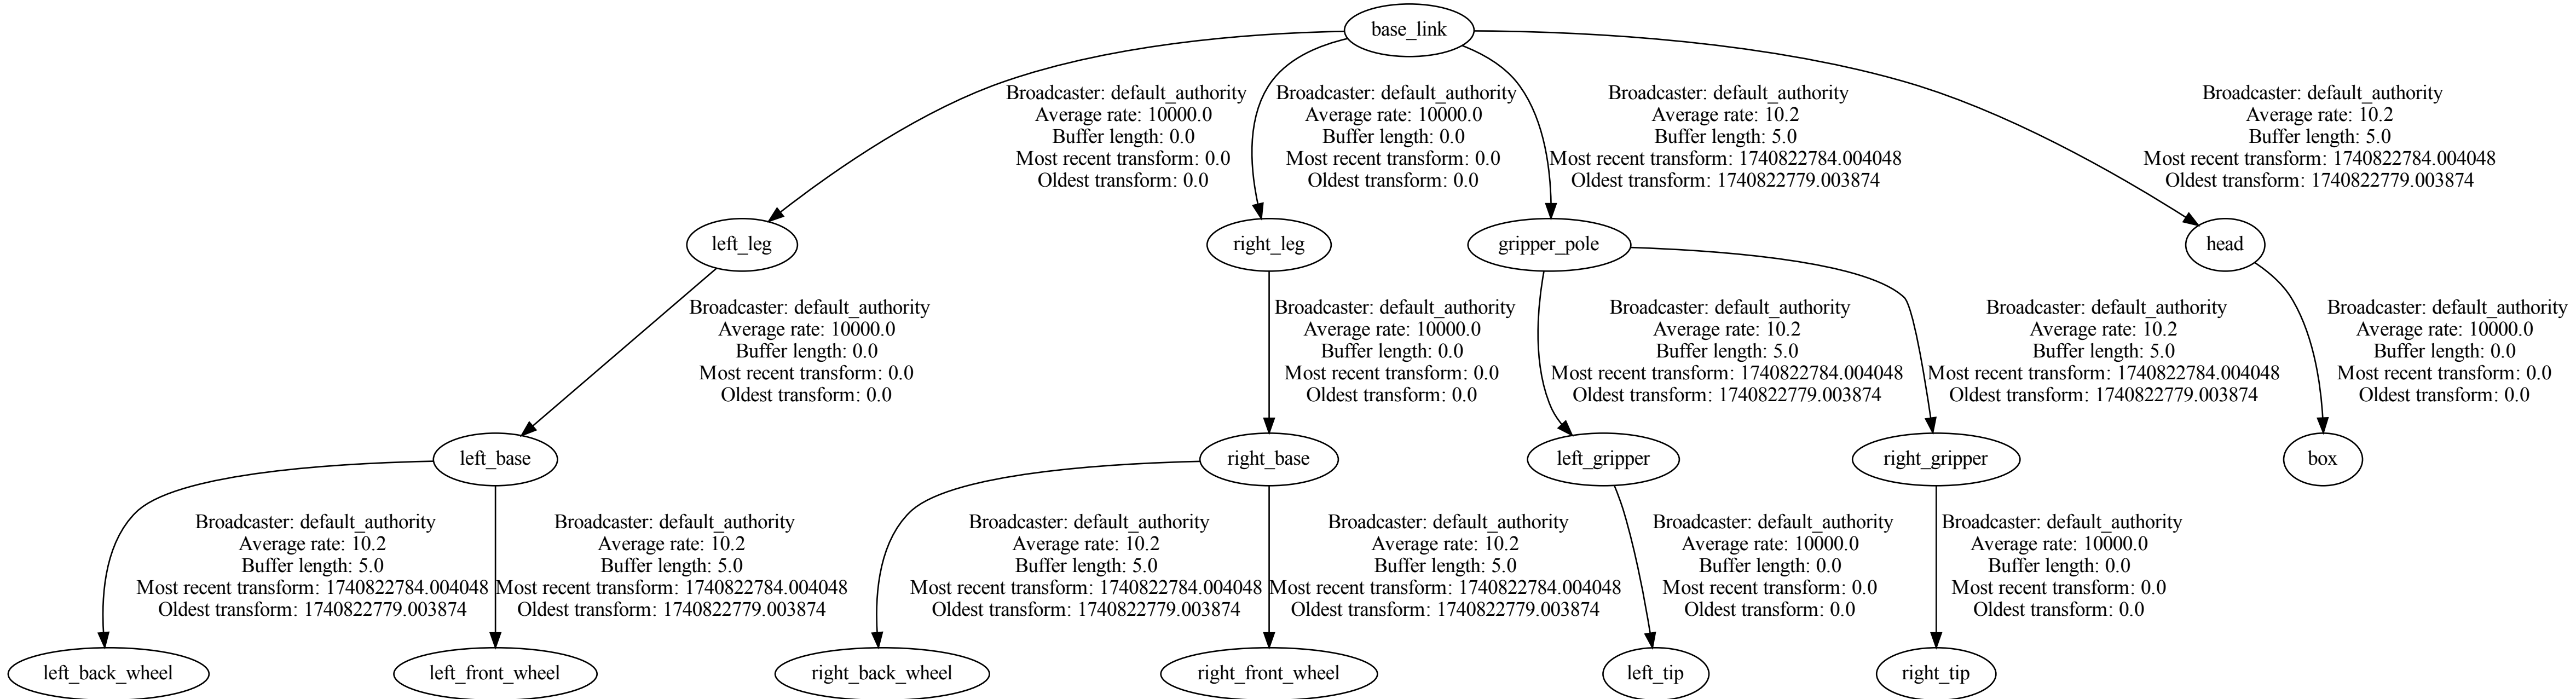 base_link
Broadcaster: default_authority
Average rate: 10000.0
Buffer length: 0.0
Most recent transform: 0.0
Oldest transform: 0.0
Broadcaster: default_authority
Average rate: 10000.0
Buffer length: 0.0
Most recent transform: 0.0
Oldest transform: 0.0
Broadcaster: default_authority
Average rate: 10.2
Buffer length: 5.0
Most recent transform: 1740822784.004048
Oldest transform: 1740822779.003874
Broadcaster: default_authority
Average rate: 10.2
Buffer length: 5.0
Most recent transform: 1740822784.004048
Oldest transform: 1740822779.003874
left_leg
right_leg
gripper_pole
head
Broadcaster: default_authority
Average rate: 10000.0
Buffer length: 0.0
Most recent transform: 0.0
Oldest transform: 0.0
Broadcaster: default_authority
Average rate: 10000.0
Buffer length: 0.0
Most recent transform: 0.0
Oldest transform: 0.0
Broadcaster: default_authority
Average rate: 10.2
Buffer length: 5.0
Most recent transform: 1740822784.004048
Oldest transform: 1740822779.003874
Broadcaster: default_authority
Average rate: 10.2
Buffer length: 5.0
Most recent transform: 1740822784.004048
Oldest transform: 1740822779.003874
Broadcaster: default_authority
Average rate: 10000.0
Buffer length: 0.0
Most recent transform: 0.0
Oldest transform: 0.0
left_base
right_base
left_gripper
right_gripper
box
Broadcaster: default_authority
Average rate: 10.2
Buffer length: 5.0
Most recent transform: 1740822784.004048
Oldest transform: 1740822779.003874
Broadcaster: default_authority
Average rate: 10.2
Buffer length: 5.0
Most recent transform: 1740822784.004048
Oldest transform: 1740822779.003874
Broadcaster: default_authority
Average rate: 10.2
Buffer length: 5.0
Most recent transform: 1740822784.004048
Oldest transform: 1740822779.003874
Broadcaster: default_authority
Average rate: 10.2
Buffer length: 5.0
Most recent transform: 1740822784.004048
Oldest transform: 1740822779.003874
Broadcaster: default_authority
Average rate: 10000.0
Buffer length: 0.0
Most recent transform: 0.0
Oldest transform: 0.0
Broadcaster: default_authority
Average rate: 10000.0
Buffer length: 0.0
Most recent transform: 0.0
Oldest transform: 0.0
left_back_wheel
left_front_wheel
right_back_wheel
right_front_wheel
left_tip
right_tip